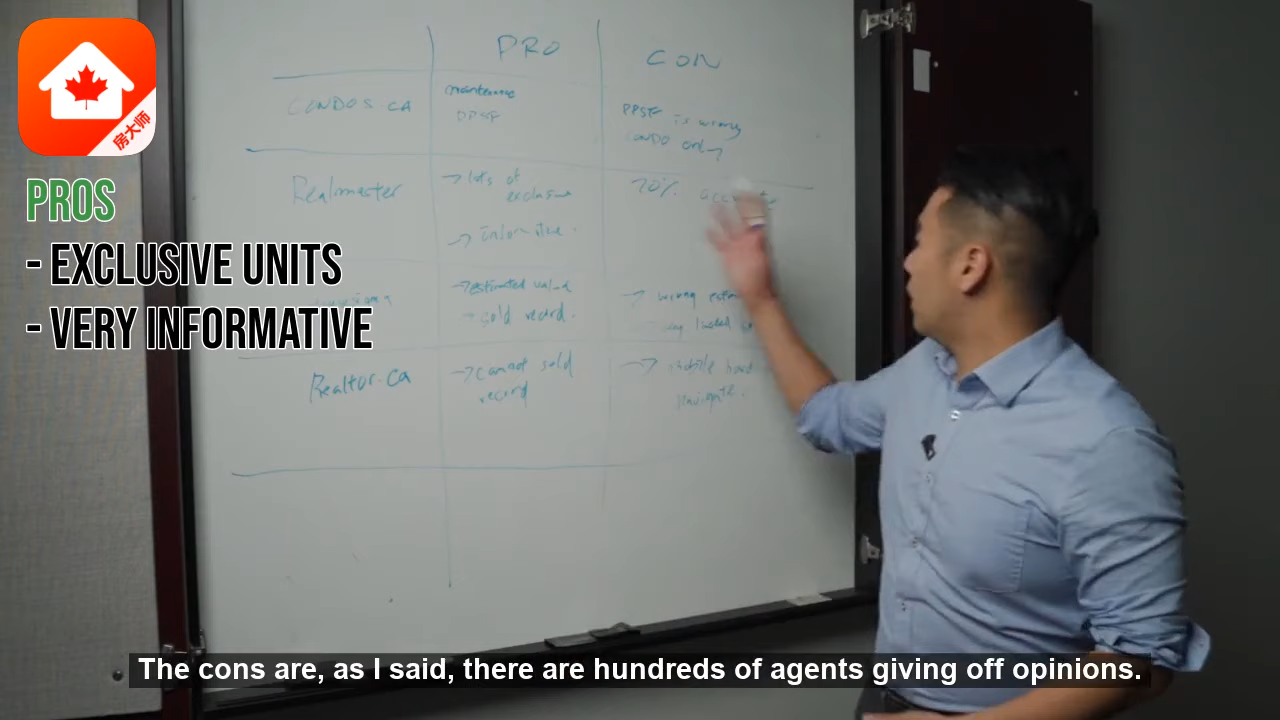 房大师
PROS
- EXCLUSIVE UNITS
- VERY INFORMATIVE
PRO
CON
CONDOS.CA
maintenance
PPSF
PPSF is wrong
CONDO only
Realmaster
→ lots of
exclusive
→ informative.
70%
→ estimated value
→ sold record.
→ wrong
Realtor.ca
→ cannot sold
record
→ mobile hard
navigate.
The cons are, as I said, there are hundreds of agents giving off opinions.